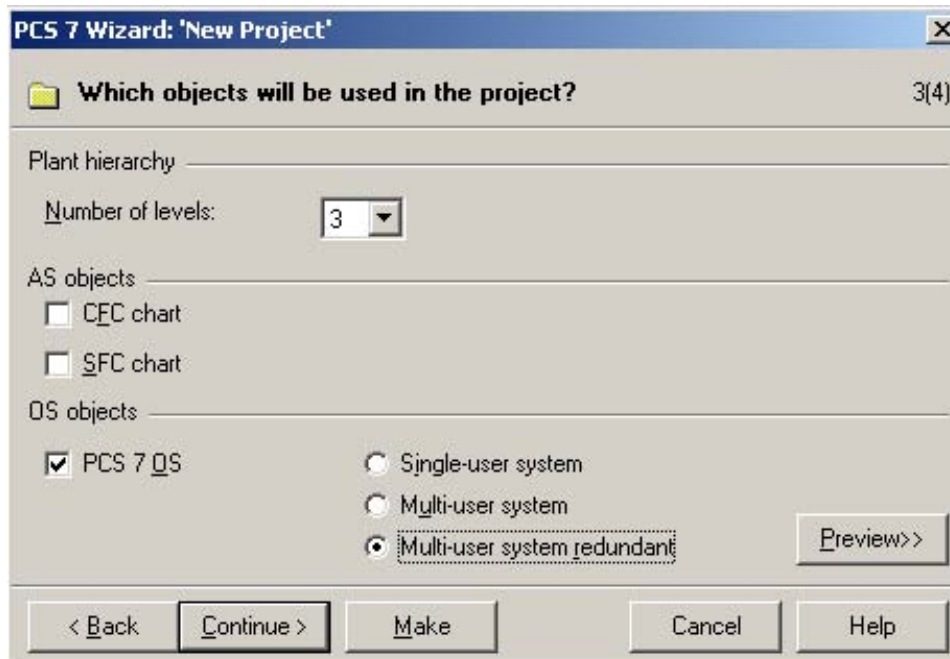 PCS 7 Wizard: 'New Project'
Which objects will be used in the project? 3(4)
Plant hierarchy
Number of levels: 3
AS objects
CFC chart
SFC chart
OS objects
PCS 7 OS
Single-user system
Multi-user system
Multi-user system redundant
Preview>>
< Back Continue > Make Cancel Help